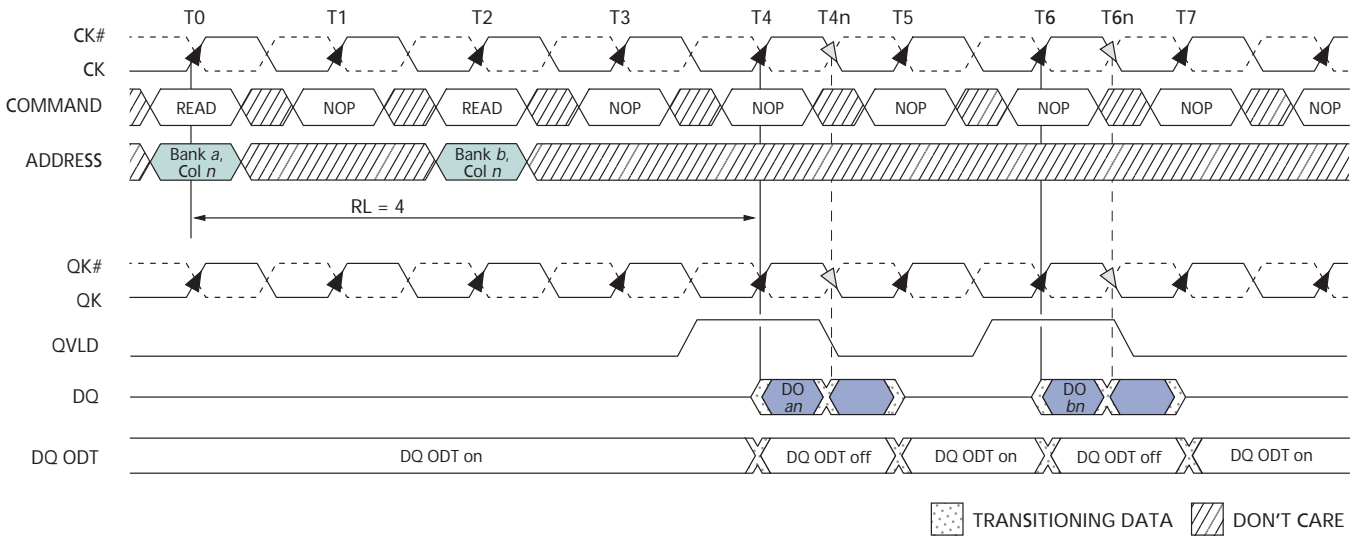 T0 T1 T2 T3 T4 T4n T5 T6 T6n T7
CK#
CK
COMMAND READ NOP READ NOP NOP NOP NOP NOP NOP
ADDRESS Bank a, Bank b,
Col n Col n
RL = 4
QK#
QK
QVLD
DQ DO DO
an bn
DQ ODT DQ ODT on DQ ODT off DQ ODT on DQ ODT off DQ ODT on
TRANSITIONING DATA DON'T CARE